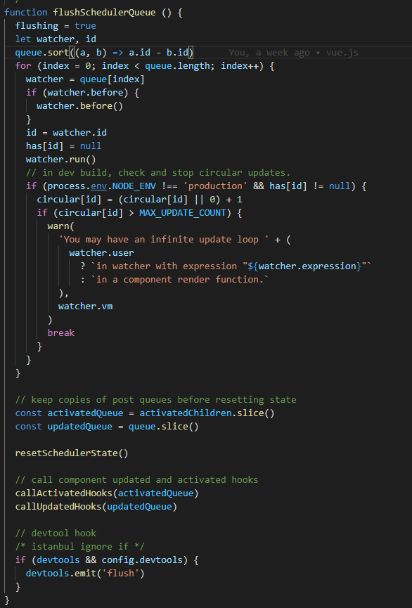 function flushSchedulerQueue () {
  flushing = true
  let watcher, id
  queue.sort((a, b) => a.id - b.id)      You, a week ago • vue.js
  for (index = 0; index < queue.length; index++) {
    watcher = queue[index]
    if (watcher.before) {
      watcher.before()
    }
    id = watcher.id
    has[id] = null
    watcher.run()
    // in dev build, check and stop circular updates.
    if (process.env.NODE_ENV !== 'production' && has[id] != null) {
      circular[id] = (circular[id] || 0) + 1
      if (circular[id] > MAX_UPDATE_COUNT) {
        warn(
          'You may have an infinite update loop ' + (
            watcher.user
              ? `in watcher with expression "${watcher.expression}"`
              : `in a component render function.`
          ),
          watcher.vm
        )
        break
      }
    }
  }

  // keep copies of post queues before resetting state
  const activatedQueue = activatedChildren.slice()
  const updatedQueue = queue.slice()

  resetSchedulerState()

  // call component updated and activated hooks
  callActivatedHooks(activatedQueue)
  callUpdatedHooks(updatedQueue)

  // devtool hook
  /* istanbul ignore if */
  if (devtools && config.devtools) {
    devtools.emit('flush')
  }
}